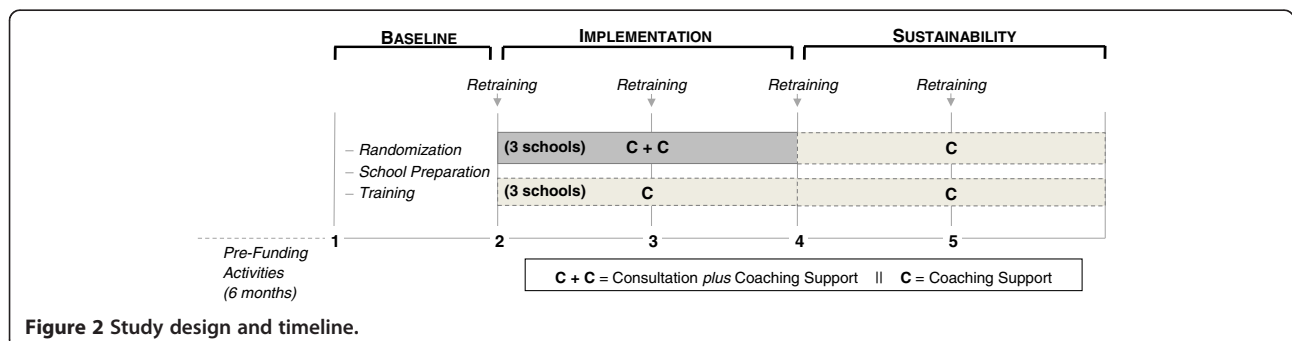 BASELINE IMPLEMENTATION SUSTAINABILITY
Retraining Retraining Retraining Retraining
– Randomization
– School Preparation
– Training
(3 schools) C + C C
(3 schools) C C
1 2 3 4 5
Pre-Funding
Activities
(6 months)
C + C = Consultation plus Coaching Support || C = Coaching Support
Figure 2 Study design and timeline.